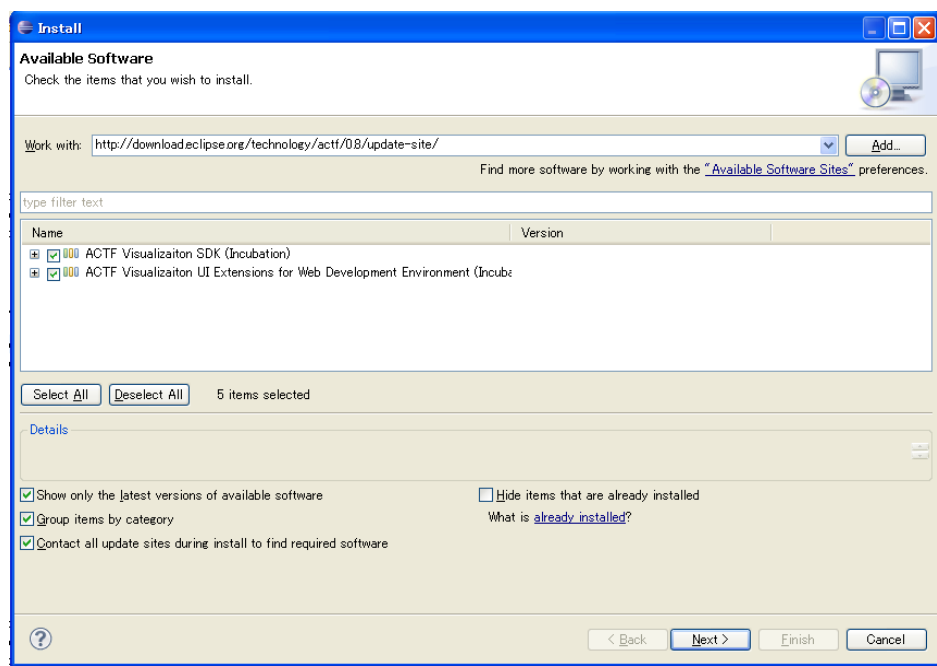 Install
Available Software
Check the items that you wish to install.
Work with: http://download.eclipse.org/technology/actf/0.8/update-site/ Add...
Find more software by working with the "Available Software Sites" preferences.
type filter text
Name Version
ACTF Visualizaiton SDK (Incubation)
ACTF Visualizaiton UI Extensions for Web Development Environment (Incuba
Select All Deselect All 5 items selected
Details
Show only the latest versions of available software Hide items that are already installed
Group items by category What is already installed?
Contact all update sites during install to find required software
? < Back Next > Finish Cancel